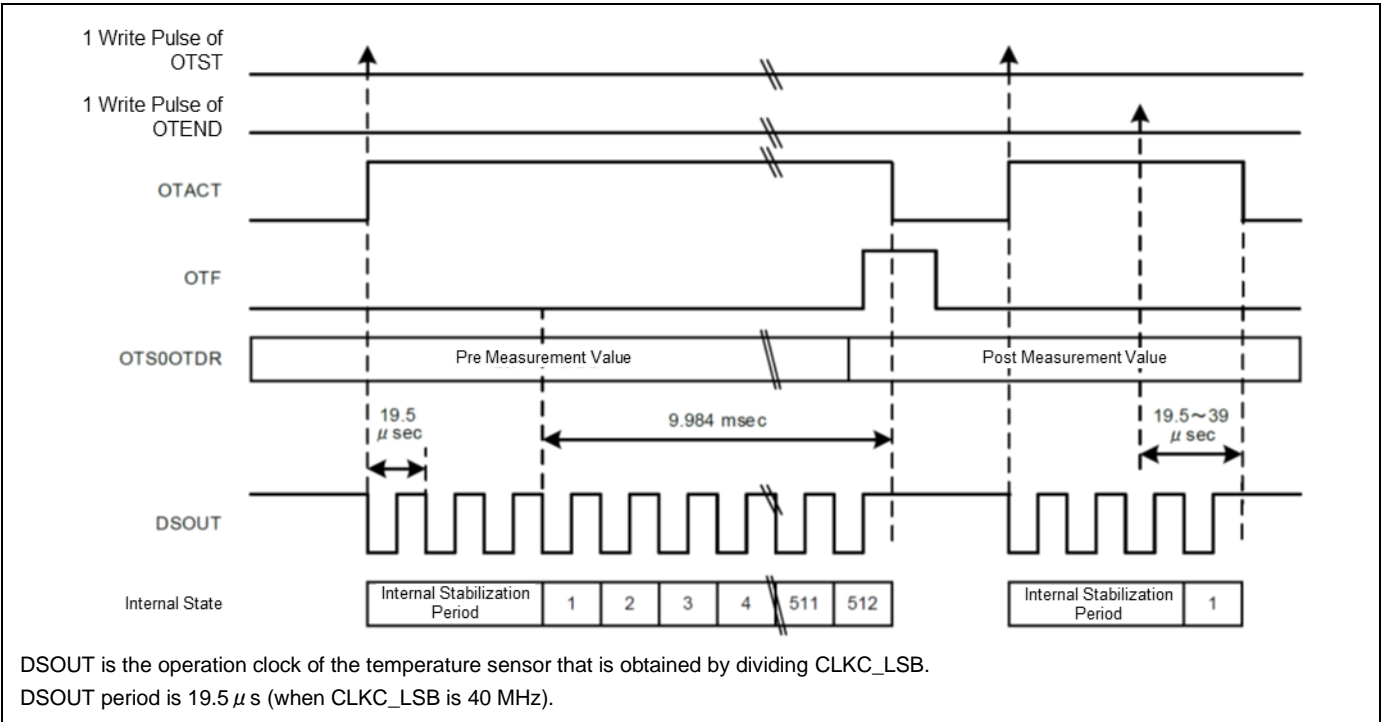 1 Write Pulse of
OTST
1 Write Pulse of
OTEND
OTACT
OTF
OTS0OTDR
Pre Measurement Value
Post Measurement Value
19.5
μ sec
9.984 msec
19.5～39
μ sec
DSOUT
Internal State
Internal Stabilization
Period
1
2
3
4
511
512
Internal Stabilization
Period
1
DSOUT is the operation clock of the temperature sensor that is obtained by dividing CLKC_LSB.
DSOUT period is 19.5 μ s (when CLKC_LSB is 40 MHz).